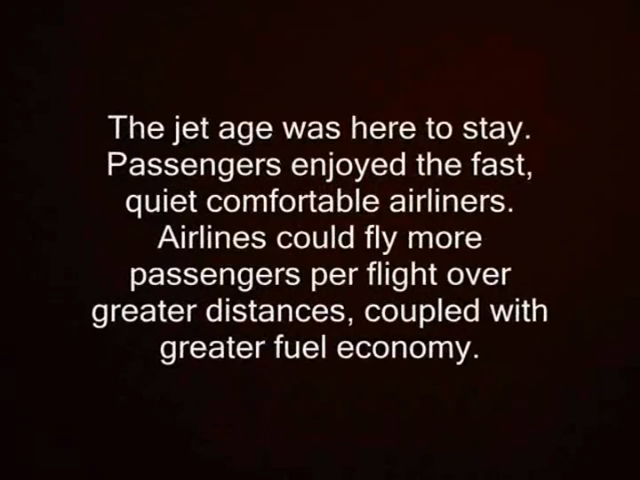 The jet age was here to stay.
Passengers enjoyed the fast,
quiet comfortable airliners.
Airlines could fly more
passengers per flight over
greater distances, coupled with
greater fuel economy.